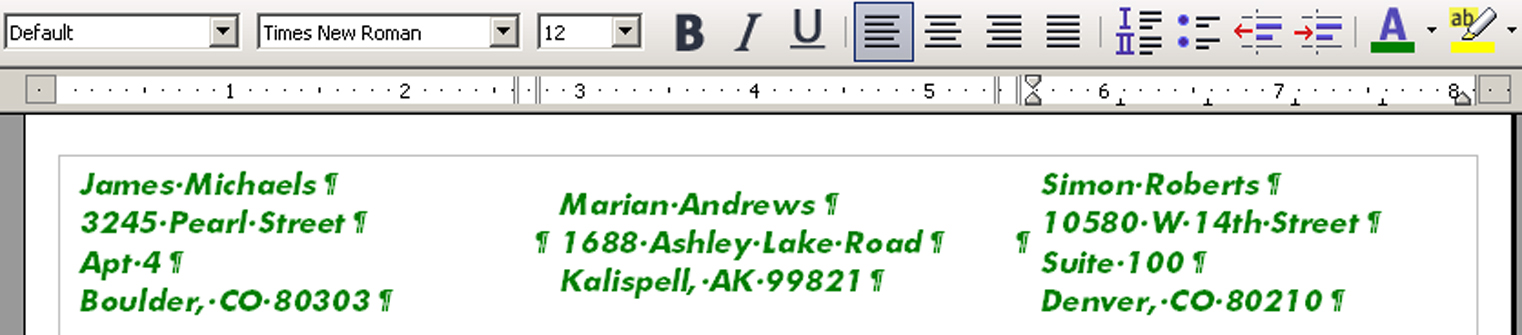 Default
Times New Roman
12
B I U
A
ab
1 2 3 4 5 6 7 8
James·Michaels¶
3245·Pearl·Street¶
Apt·4¶
Boulder,·CO·80303¶
Marian·Andrews¶
¶ 1688·Ashley·Lake·Road¶
Kalispell,·AK·99821¶
Simon·Roberts¶
¶ 10580·W·14th·Street¶
Suite·100¶
Denver,·CO·80210¶